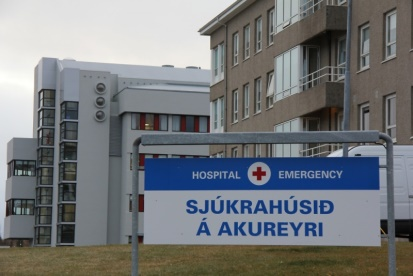 HOSPITAL EMERGENCY
SJÚKRAHÚSIÐ
Á AKUREYRI